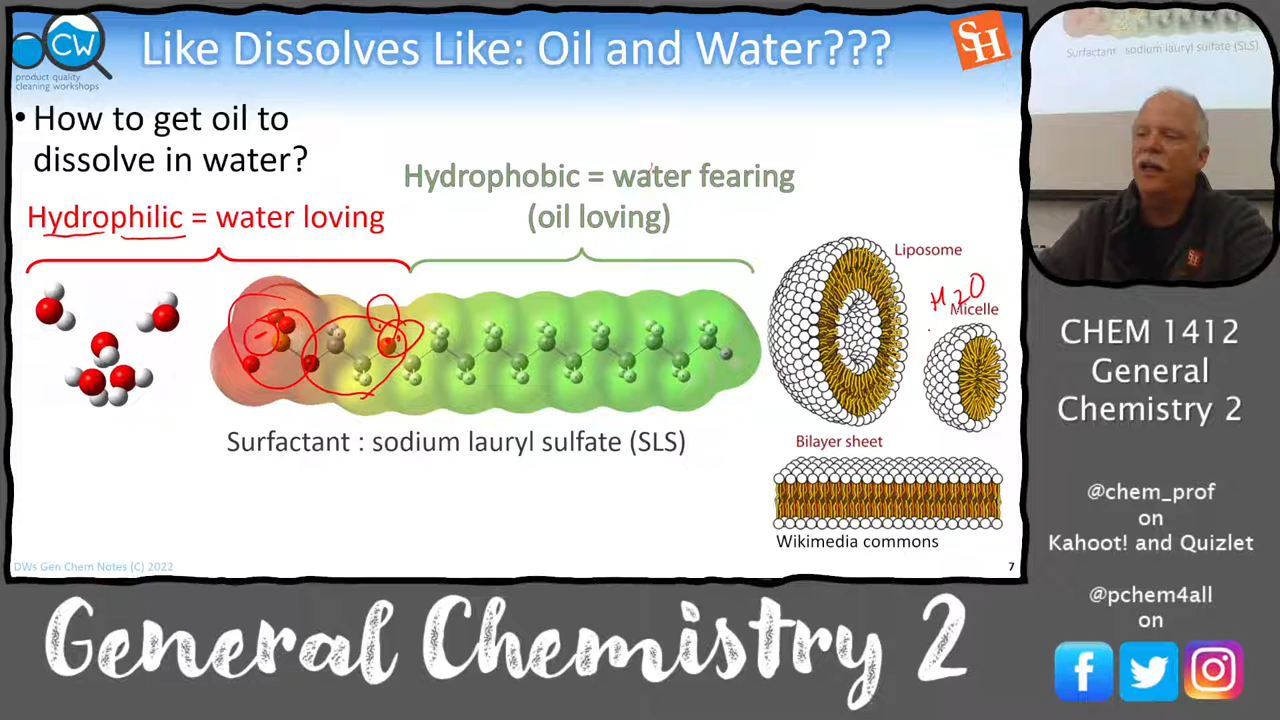 Like Dissolves Like: Oil and Water???
CW
product quality
cleaning workshops
SH
• How to get oil to
dissolve in water?
Hydrophobic = water fearing
(oil loving)
Hydrophilic = water loving
Liposome
H2O
Micelle
Surfactant : sodium lauryl sulfate (SLS)
Bilayer sheet
Wikimedia commons
DWs Gen Chem Notes (C) 2022
7
Surfactant : sodium lauryl sulfate (SLS)
SH
CHEM 1412
General
Chemistry 2
@chem_prof
on
Kahoot! and Quizlet
@pchem4all
on
General Chemistry 2